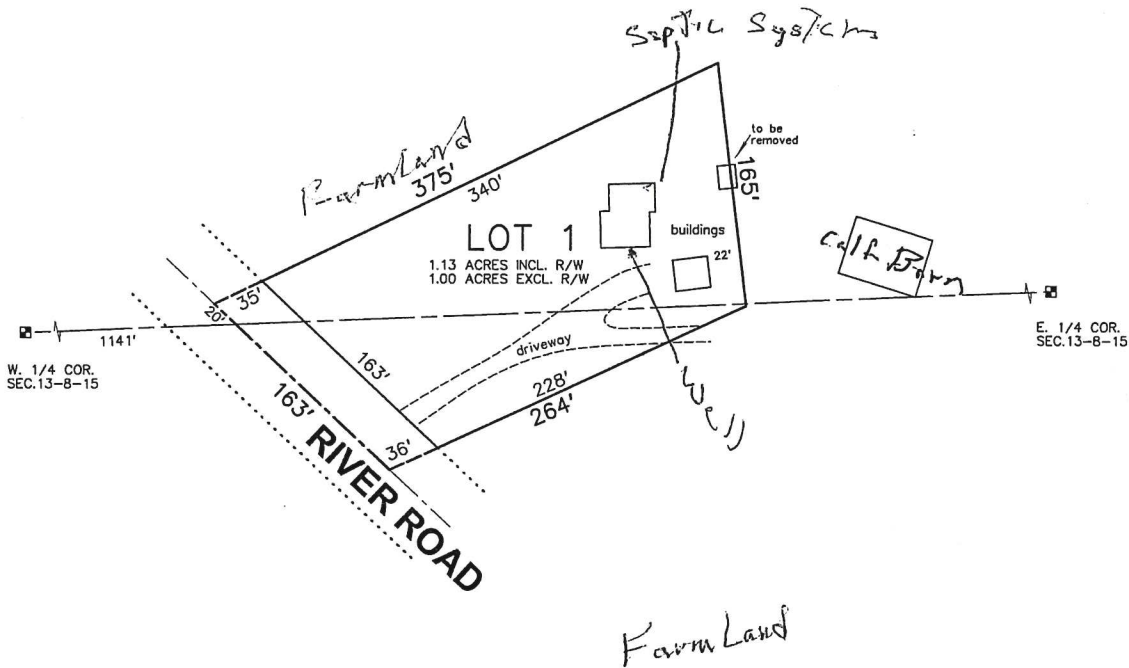 Septic Systems
to be
removed
165'
FarmLand
375'
340'
LOT 1
1.13 ACRES INCL. R/W
1.00 ACRES EXCL. R/W
buildings
22'
Calf Barn
35'
20'
1141'
W. 1/4 COR.
SEC.13-8-15
E. 1/4 COR.
SEC.13-8-15
driveway
163'
228'
264'
Well
36'
163' RIVER ROAD
Farm Land